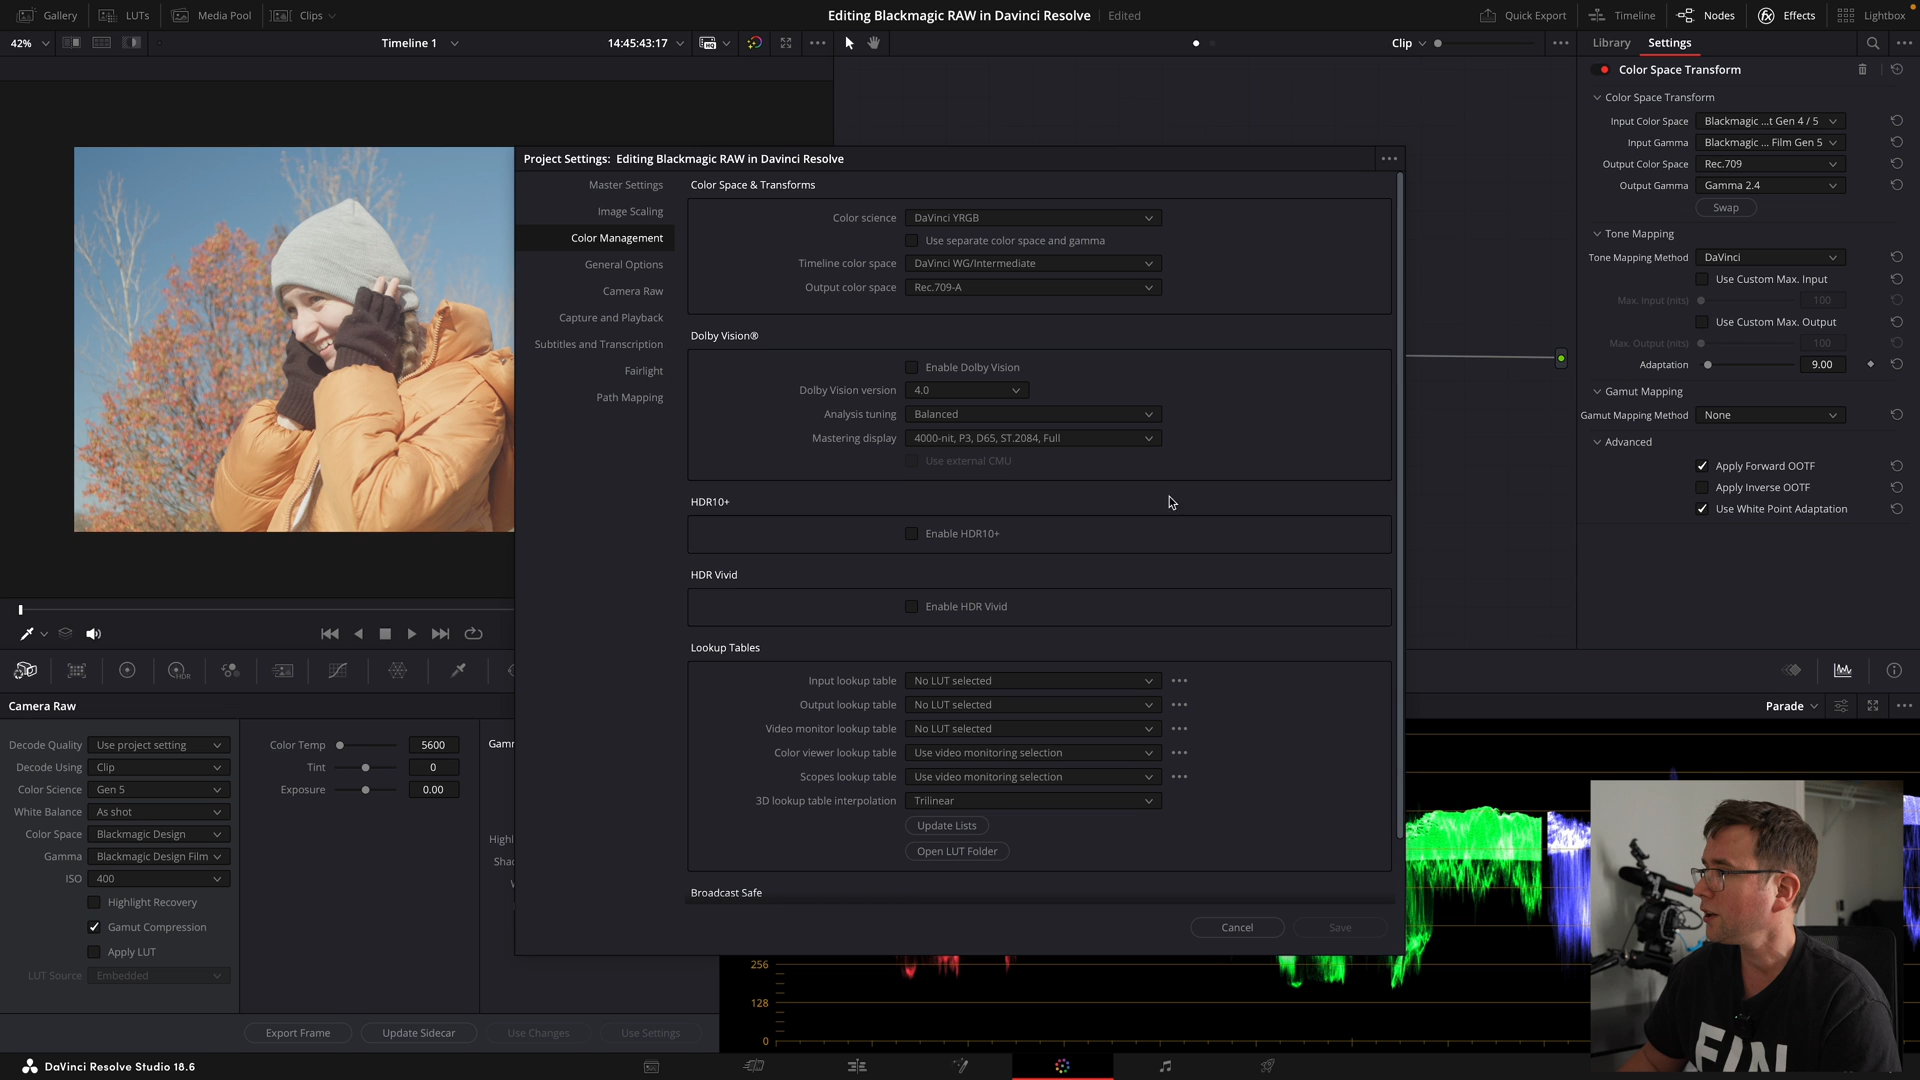 Gallery
LUTs
Media Pool
Clips
Editing Blackmagic RAW in Davinci Resolve
Edited
Quick Export
Timeline
Nodes
Effects
Lightbox
42%
Timeline 1
14:45:43:17
Clip
Library
Settings
Color Space Transform
Color Space Transform
Input Color Space Blackmagic ...t Gen 4 / 5
Input Gamma Blackmagic ... Film Gen 5
Output Color Space Rec.709
Output Gamma Gamma 2.4
Swap
Tone Mapping
Tone Mapping Method DaVinci
Use Custom Max. Input
Max. Input (nits) 100
Use Custom Max. Output
Max. Output (nits) 100
Adaptation 9.00
Gamut Mapping
Gamut Mapping Method None
Advanced
Apply Forward OOTF
Apply Inverse OOTF
Use White Point Adaptation
Project Settings: Editing Blackmagic RAW in Davinci Resolve
Master Settings
Image Scaling
Color Management
General Options
Camera Raw
Capture and Playback
Subtitles and Transcription
Fairlight
Path Mapping
Color Space & Transforms
Color science DaVinci YRGB
Use separate color space and gamma
Timeline color space DaVinci WG/Intermediate
Output color space Rec.709-A
Dolby Vision®
Enable Dolby Vision
Dolby Vision version 4.0
Analysis tuning Balanced
Mastering display 4000-nit, P3, D65, ST.2084, Full
Use external CMU
HDR10+
Enable HDR10+
HDR Vivid
Enable HDR Vivid
Lookup Tables
Input lookup table No LUT selected
Output lookup table No LUT selected
Video monitor lookup table No LUT selected
Color viewer lookup table Use video monitoring selection
Scopes lookup table Use video monitoring selection
3D lookup table interpolation Trilinear
Update Lists
Open LUT Folder
Broadcast Safe
Cancel
Save
HDR
Camera Raw
Decode Quality Use project setting
Decode Using Clip
Color Science Gen 5
White Balance As shot
Color Space Blackmagic Design
Gamma Blackmagic Design Film
ISO 400
Highlight Recovery
Gamut Compression
Apply LUT
LUT Source Embedded
Color Temp 5600
Tint 0
Exposure 0.00
Gamm
Highl
Shac
Export Frame
Update Sidecar
Use Changes
Use Settings
Parade
256
128
0
DaVinci Resolve Studio 18.6